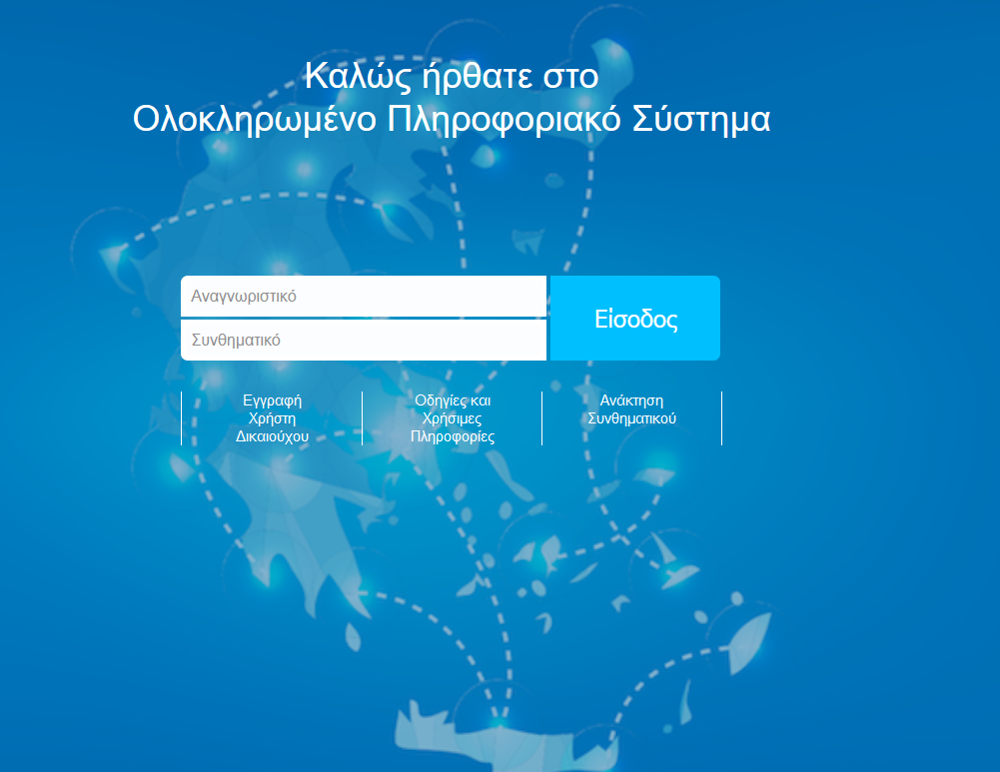 Καλώς ήρθατε στο
Ολοκληρωμένο Πληροφοριακό Σύστημα
Αναγνωριστικό
Συνθηματικό
Είσοδος
Εγγραφή
Χρήστη
Δικαιούχου
Οδηγίες και
Χρήσιμες
Πληροφορίες
Ανάκτηση
Συνθηματικού